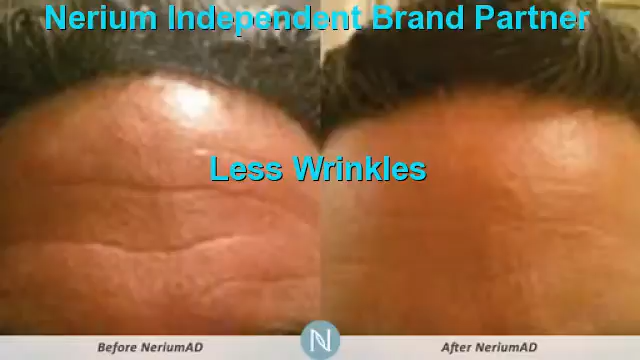 Nerium Independent Brand Partner
Less Wrinkles
N
Before NeriumAD
After NeriumAD